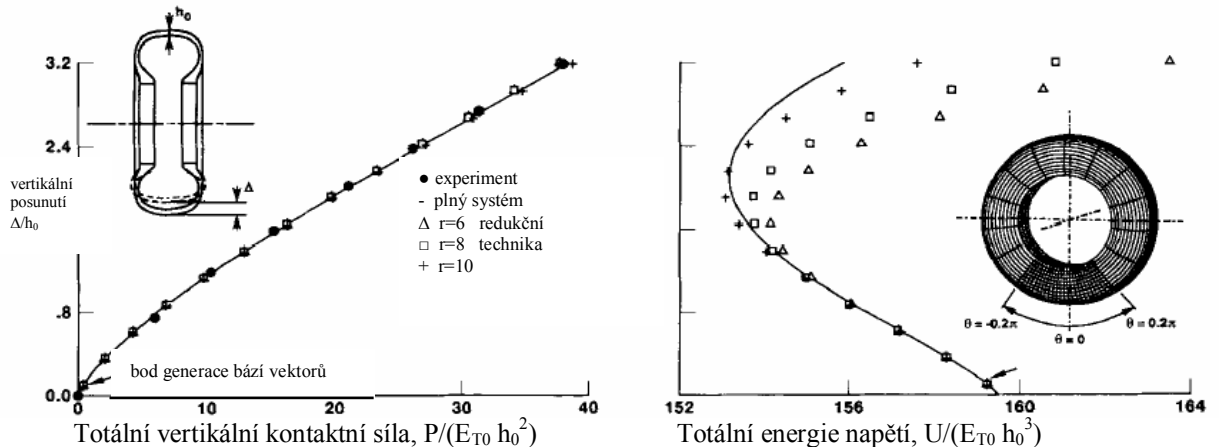 h₀
3.2
2.4
vertikální
posunutí
Δ/h₀
Δ
● experiment
- plný systém
Δ r=6 redukční
□ r=8 technika
+ r=10
.8
0.0
bod generace bází vektorů
0 10 20 30 40
Totální vertikální kontaktní síla, P/(E_T0 h₀²)
θ = -0.2π
θ = 0
θ = 0.2π
152 156 160 164
Totální energie napětí, U/(E_T0 h₀³)